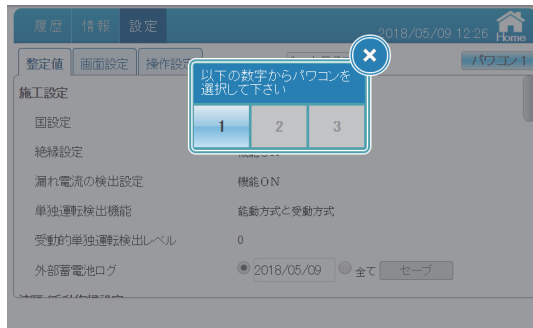 履歴 情報 設定
2018/05/09 12:26 Home
整定値 画面設定 操作設定
パワコン 1
以下の数字からパワコンを
選択して下さい
1 2 3
施工設定
国設定
絶縁設定
漏れ電流の検出設定 機能ON
単独運転検出機能 能動方式と受動方式
受動的単独運転検出レベル 0
外部蓄電池ログ 2018/05/09 全て セーブ